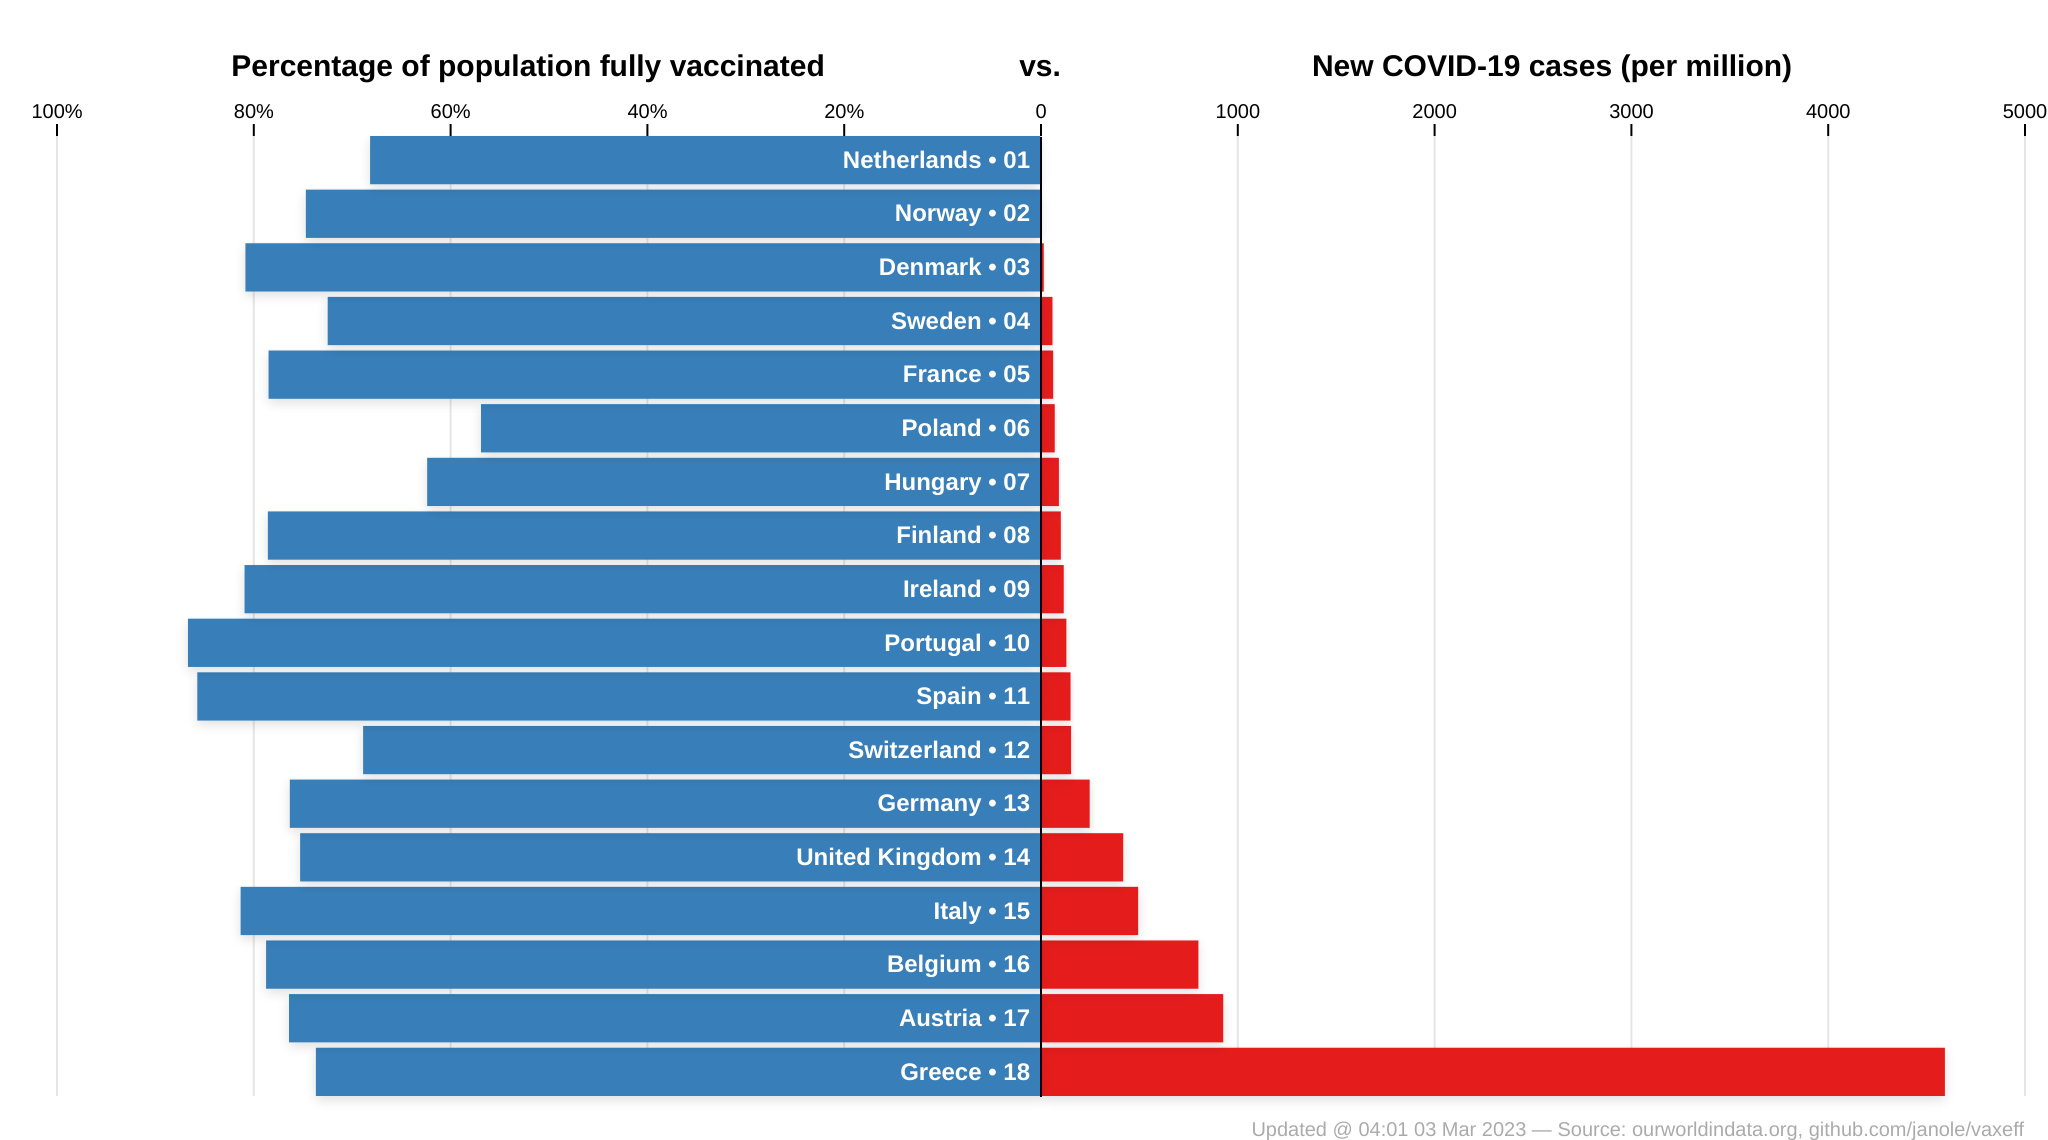 Percentage of population fully vaccinated vs. New COVID-19 cases (per million)
100% 80% 60% 40% 20% 0 1000 2000 3000 4000 5000
Netherlands • 01
Norway • 02
Denmark • 03
Sweden • 04
France • 05
Poland • 06
Hungary • 07
Finland • 08
Ireland • 09
Portugal • 10
Spain • 11
Switzerland • 12
Germany • 13
United Kingdom • 14
Italy • 15
Belgium • 16
Austria • 17
Greece • 18
Updated @ 04:01 03 Mar 2023 — Source: ourworldindata.org, github.com/janole/vaxeff